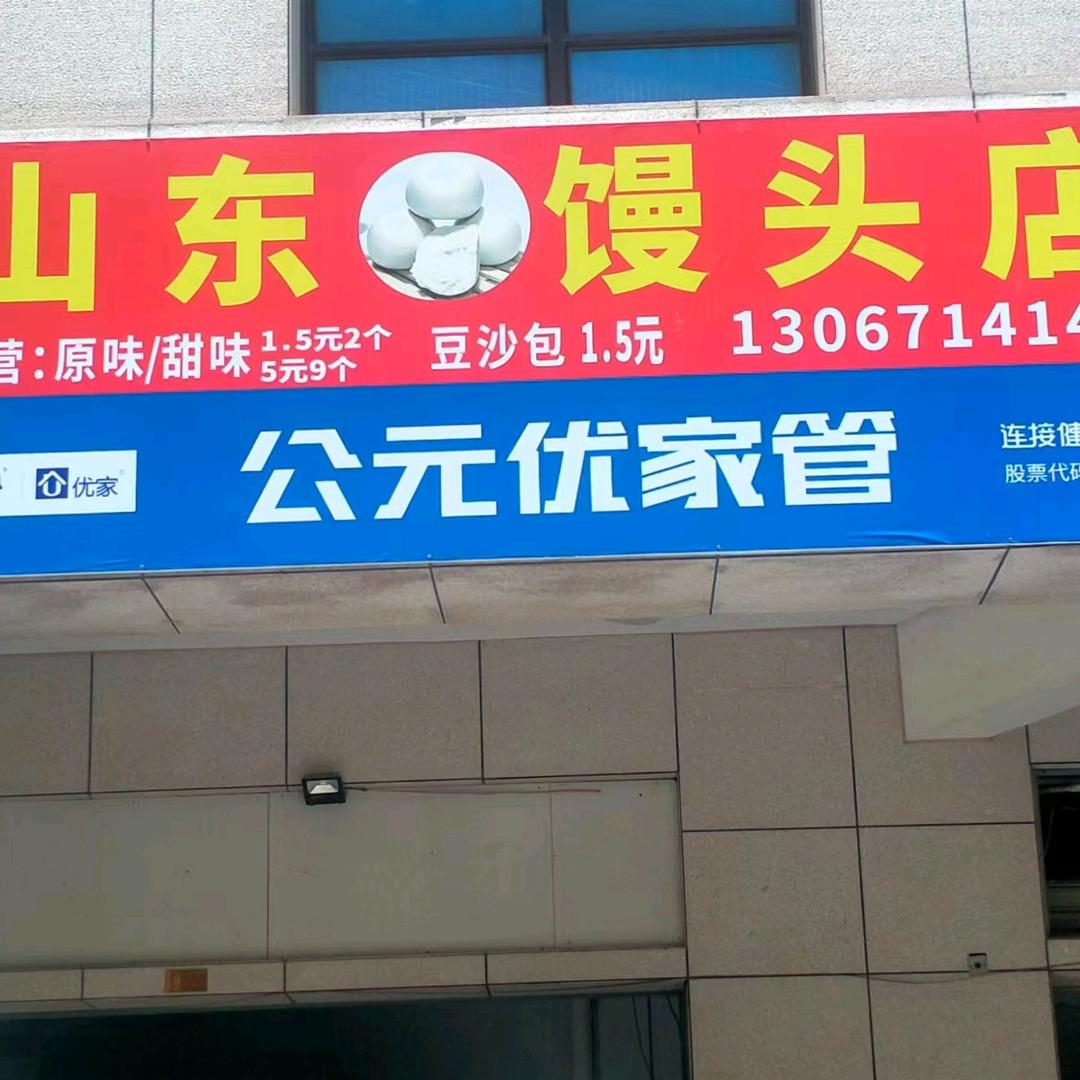 山东馒头店
营：原味/甜味 1.5元2个 5元9个 豆沙包 1.5元 130671414
优家 公元优家管 连接健
股票代码